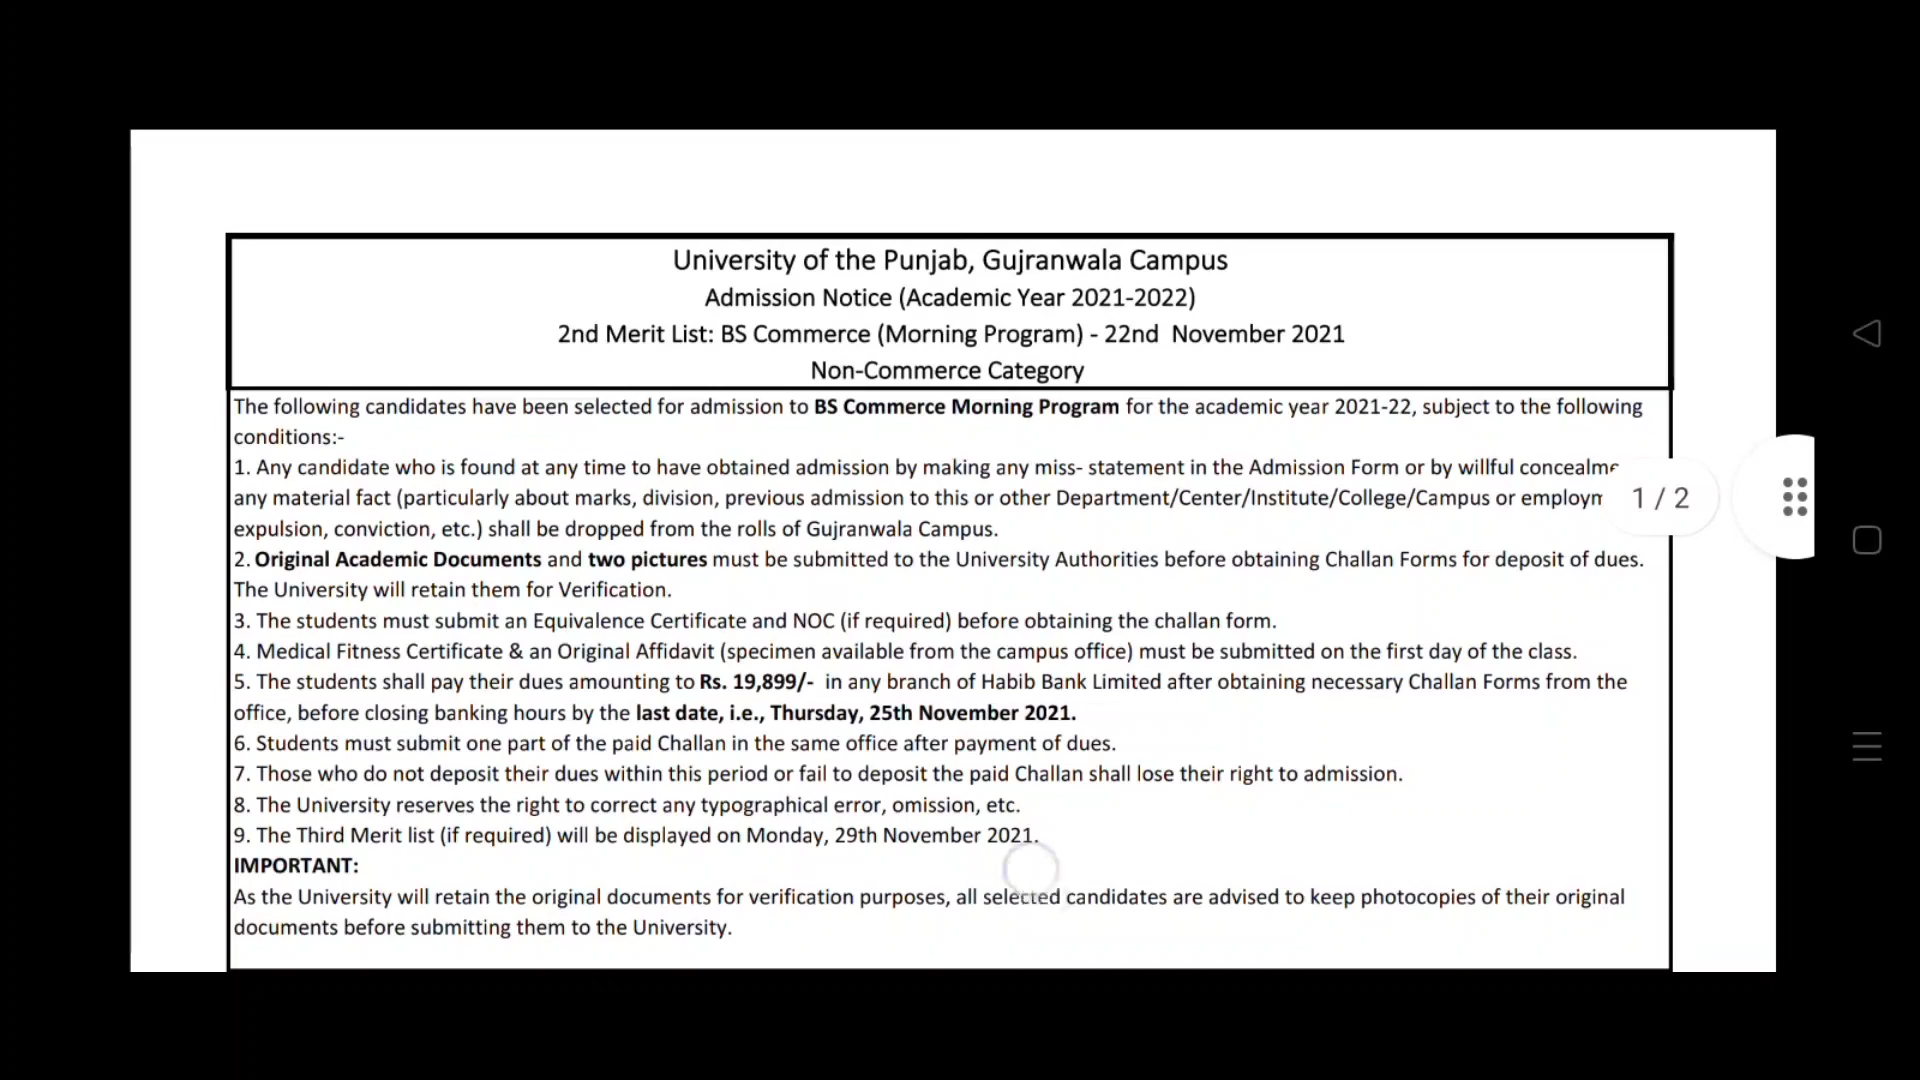 University of the Punjab, Gujranwala Campus
Admission Notice (Academic Year 2021-2022)
2nd Merit List: BS Commerce (Morning Program) - 22nd  November 2021
Non-Commerce Category
The following candidates have been selected for admission to BS Commerce Morning Program for the academic year 2021-22, subject to the following
conditions:-
1. Any candidate who is found at any time to have obtained admission by making any miss- statement in the Admission Form or by willful
any material fact (particularly about marks, division, previous admission to this or other Department/Center/Institute/College/Campus or
expulsion, conviction, etc.) shall be dropped from the rolls of Gujranwala Campus.
1 / 2
2. Original Academic Documents and two pictures must be submitted to the University Authorities before obtaining Challan Forms for deposit of dues.
The University will retain them for Verification.
3. The students must submit an Equivalence Certificate and NOC (if required) before obtaining the challan form.
4. Medical Fitness Certificate & an Original Affidavit (specimen available from the campus office) must be submitted on the first day of the class.
5. The students shall pay their dues amounting to Rs. 19,899/-  in any branch of Habib Bank Limited after obtaining necessary Challan Forms from the
office, before closing banking hours by the last date, i.e., Thursday, 25th November 2021.
6. Students must submit one part of the paid Challan in the same office after payment of dues.
7. Those who do not deposit their dues within this period or fail to deposit the paid Challan shall lose their right to admission.
8. The University reserves the right to correct any typographical error, omission, etc.
9. The Third Merit list (if required) will be displayed on Monday, 29th November 2021.
IMPORTANT:
As the University will retain the original documents for verification purposes, all selected candidates are advised to keep photocopies of their original
documents before submitting them to the University.